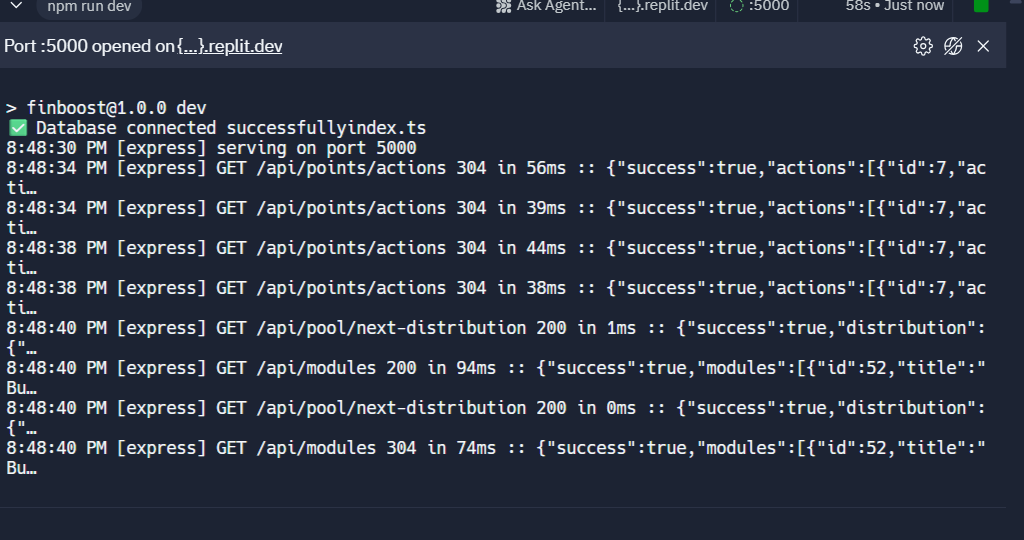 npm run dev
Ask Agent... {...}.replit.dev :5000 58s • Just now
Port :5000 opened on {...}.replit.dev
> finboost@1.0.0 dev
✅ Database connected successfullyindex.ts
8:48:30 PM [express] serving on port 5000
8:48:34 PM [express] GET /api/points/actions 304 in 56ms :: {"success":true,"actions":[{"id":7,"ac
ti…
8:48:34 PM [express] GET /api/points/actions 304 in 39ms :: {"success":true,"actions":[{"id":7,"ac
ti…
8:48:38 PM [express] GET /api/points/actions 304 in 44ms :: {"success":true,"actions":[{"id":7,"ac
ti…
8:48:38 PM [express] GET /api/points/actions 304 in 38ms :: {"success":true,"actions":[{"id":7,"ac
ti…
8:48:40 PM [express] GET /api/pool/next-distribution 200 in 1ms :: {"success":true,"distribution":
{"…
8:48:40 PM [express] GET /api/modules 200 in 94ms :: {"success":true,"modules":[{"id":52,"title":"
Bu…
8:48:40 PM [express] GET /api/pool/next-distribution 200 in 0ms :: {"success":true,"distribution":
{"…
8:48:40 PM [express] GET /api/modules 304 in 74ms :: {"success":true,"modules":[{"id":52,"title":"
Bu…